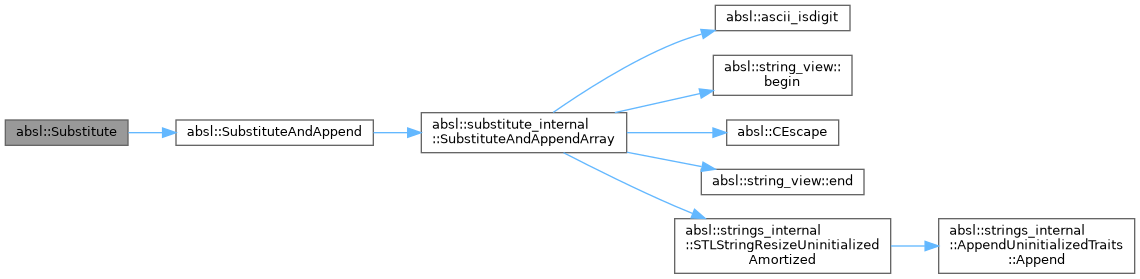 absl::Substitute
absl::SubstituteAndAppend
absl::substitute_internal
::SubstituteAndAppendArray
absl::ascii_isdigit
absl::string_view::
begin
absl::CEscape
absl::string_view::end
absl::strings_internal
::STLStringResizeUninitialized
Amortized
absl::strings_internal
::AppendUninitializedTraits
::Append